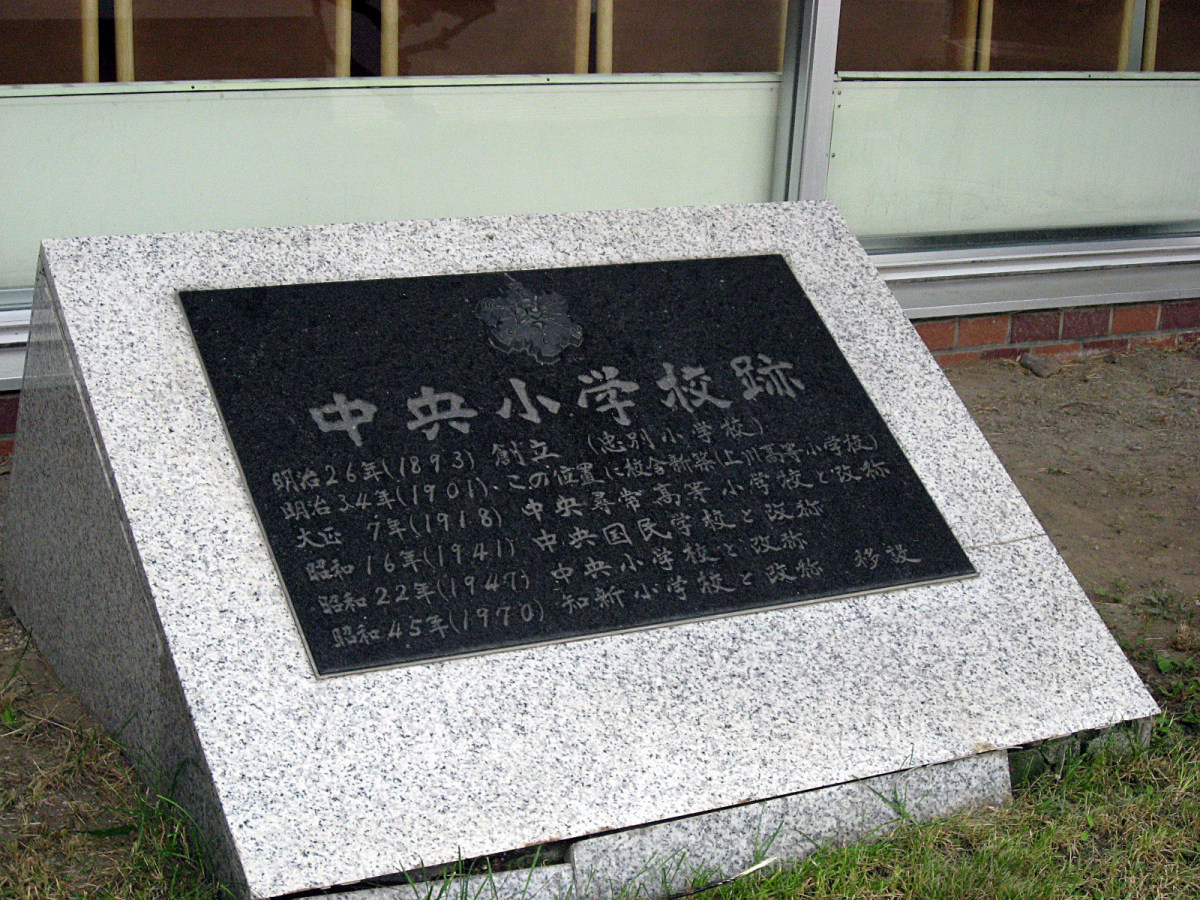 中央小学校跡
明治26年(1893) 創立 (忠別小学校)
明治34年(1901)、この位置に校舎新築(上川高等小学校)
大正 7年(1918) 中央尋常高等小学校と改称
昭和16年(1941) 中央国民学校と改称
昭和22年(1947) 中央小学校と改称
昭和45年(1970) 知新小学校と改称 移設